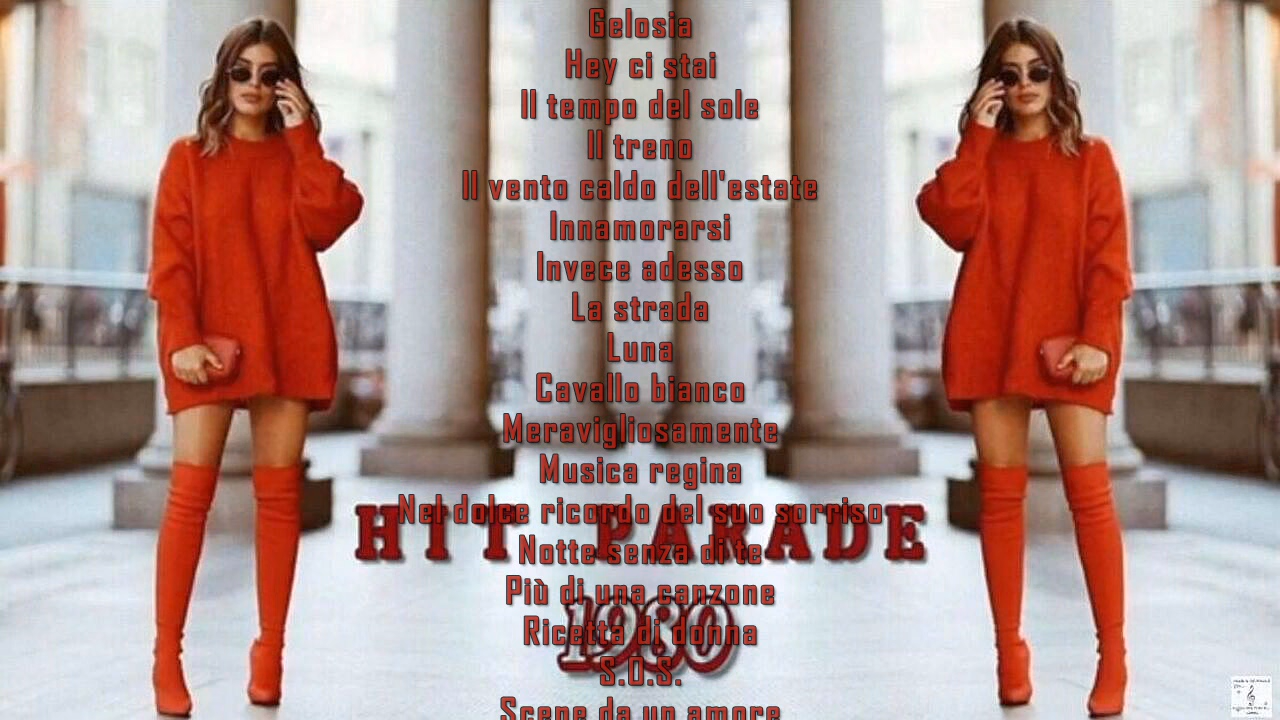 Gelosia
Hey ci stai
Il tempo del sole
Il treno
Il vento caldo dell'estate
Innamorarsi
Invece adesso
La strada
Luna
Cavallo bianco
Meravigliosamente
Musica regina
Nel dolce ricordo del suo sorriso
HIT PARADE
Notte senza di te
Più di una canzone
1980
Ricetta di donna
S.O.S.
Scene da un amore